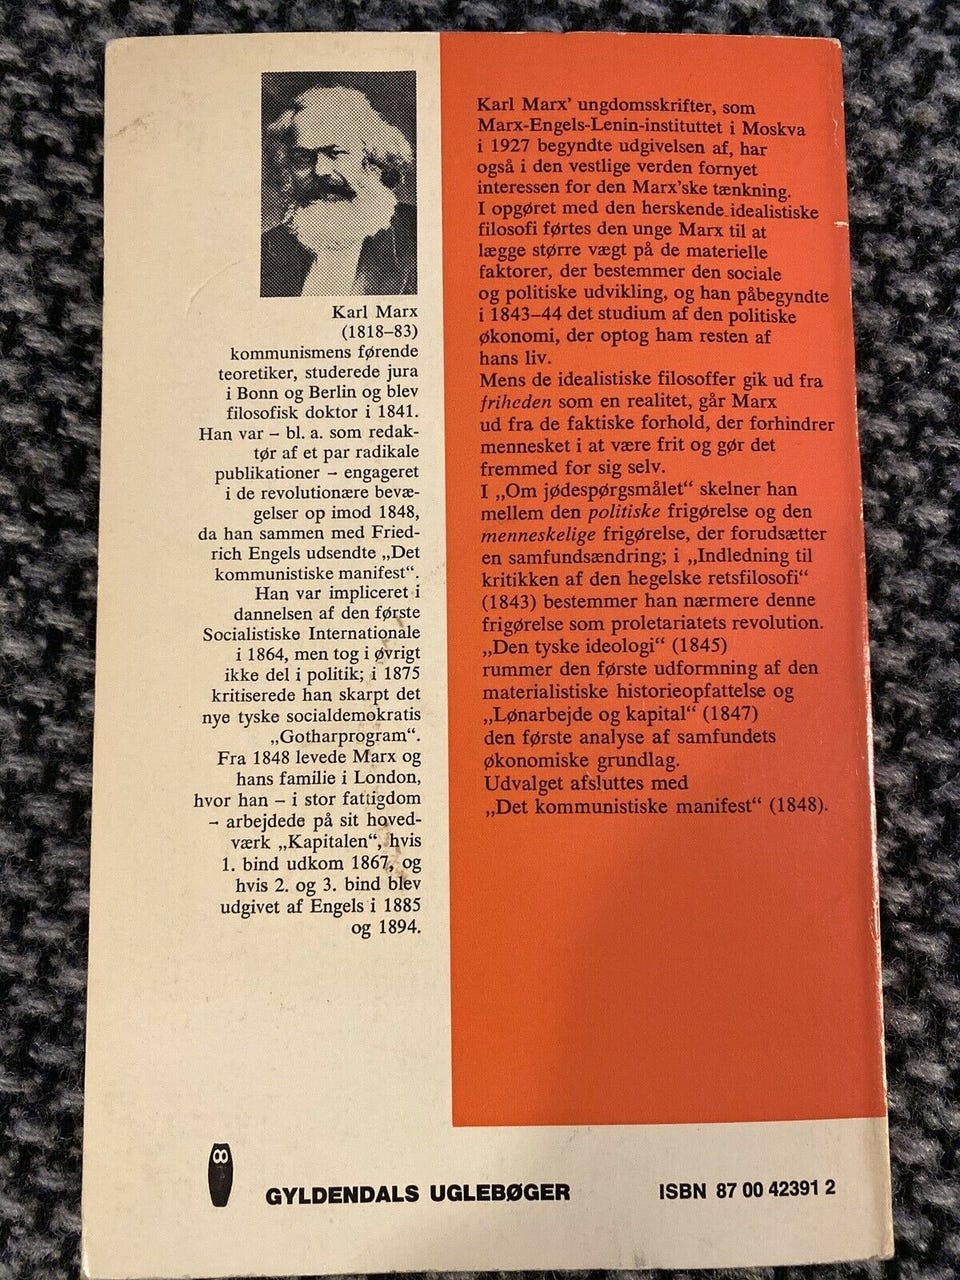 Karl Marx
(1818–83)
kommunismens førende
teoretiker, studerede jura
i Bonn og Berlin og blev
filosofisk doktor i 1841.
Han var – bl. a. som redak-
tør af et par radikale
publikationer – engageret
i de revolutionære bevæ-
gelser op imod 1848,
da han sammen med Fried-
rich Engels udsendte „Det
kommunistiske manifest“.
Han var impliceret i
dannelsen af den første
Socialistiske Internationale
i 1864, men tog i øvrigt
ikke del i politik; i 1875
kritiserede han skarpt det
nye tyske socialdemokratis
„Gotharprogram“.
Fra 1848 levede Marx og
hans familie i London,
hvor han – i stor fattigdom
– arbejdede på sit hoved-
værk „Kapitalen“, hvis
1. bind udkom 1867, og
hvis 2. og 3. bind blev
udgivet af Engels i 1885
og 1894.
Karl Marx’ ungdomsskrifter, som
Marx-Engels-Lenin-instituttet i Moskva
i 1927 begyndte udgivelsen af, har
også i den vestlige verden fornyet
interessen for den Marx’ske tænkning.
I opgøret med den herskende idealistiske
filosofi førtes den unge Marx til at
lægge større vægt på de materielle
faktorer, der bestemmer den sociale
og politiske udvikling, og han påbegyndte
i 1843–44 det studium af den politiske
økonomi, der optog ham resten af
hans liv.
Mens de idealistiske filosoffer gik ud fra
friheden som en realitet, går Marx
ud fra de faktiske forhold, der forhindrer
mennesket i at være frit og gør det
fremmed for sig selv.
I „Om jødespørgsmålet“ skelner han
mellem den politiske frigørelse og den
menneskelige frigørelse, der forudsætter
en samfundsændring; i „Indledning til
kritikken af den hegelske retsfilosofi“
(1843) bestemmer han nærmere denne
frigørelse som proletariatets revolution.
„Den tyske ideologi“ (1845)
rummer den første udformning af den
materialistiske historieopfattelse og
„Lønarbejde og kapital“ (1847)
den første analyse af samfundets
økonomiske grundlag.
Udvalget afsluttes med
„Det kommunistiske manifest“ (1848).
GYLDENDALS UGLEBØGER
ISBN 87 00 42391 2